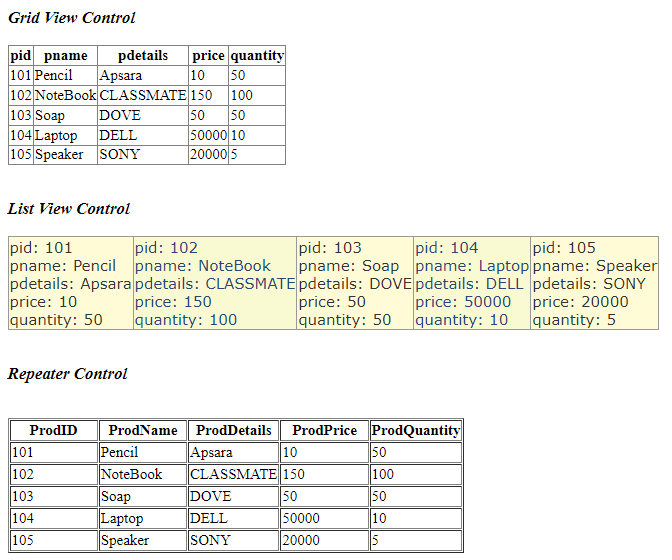 Grid View Control
pid pname pdetails price quantity
101 Pencil Apsara 10 50
102 NoteBook CLASSMATE 150 100
103 Soap DOVE 50 50
104 Laptop DELL 50000 10
105 Speaker SONY 20000 5
List View Control
pid: 101 pid: 102 pid: 103 pid: 104 pid: 105
pname: Pencil pname: NoteBook pname: Soap pname: Laptop pname: Speaker
pdetails: Apsara pdetails: CLASSMATE pdetails: DOVE pdetails: DELL pdetails: SONY
price: 10 price: 150 price: 50 price: 50000 price: 20000
quantity: 50 quantity: 100 quantity: 50 quantity: 10 quantity: 5
Repeater Control
ProdID ProdName ProdDetails ProdPrice ProdQuantity
101 Pencil Apsara 10 50
102 NoteBook CLASSMATE 150 100
103 Soap DOVE 50 50
104 Laptop DELL 50000 10
105 Speaker SONY 20000 5